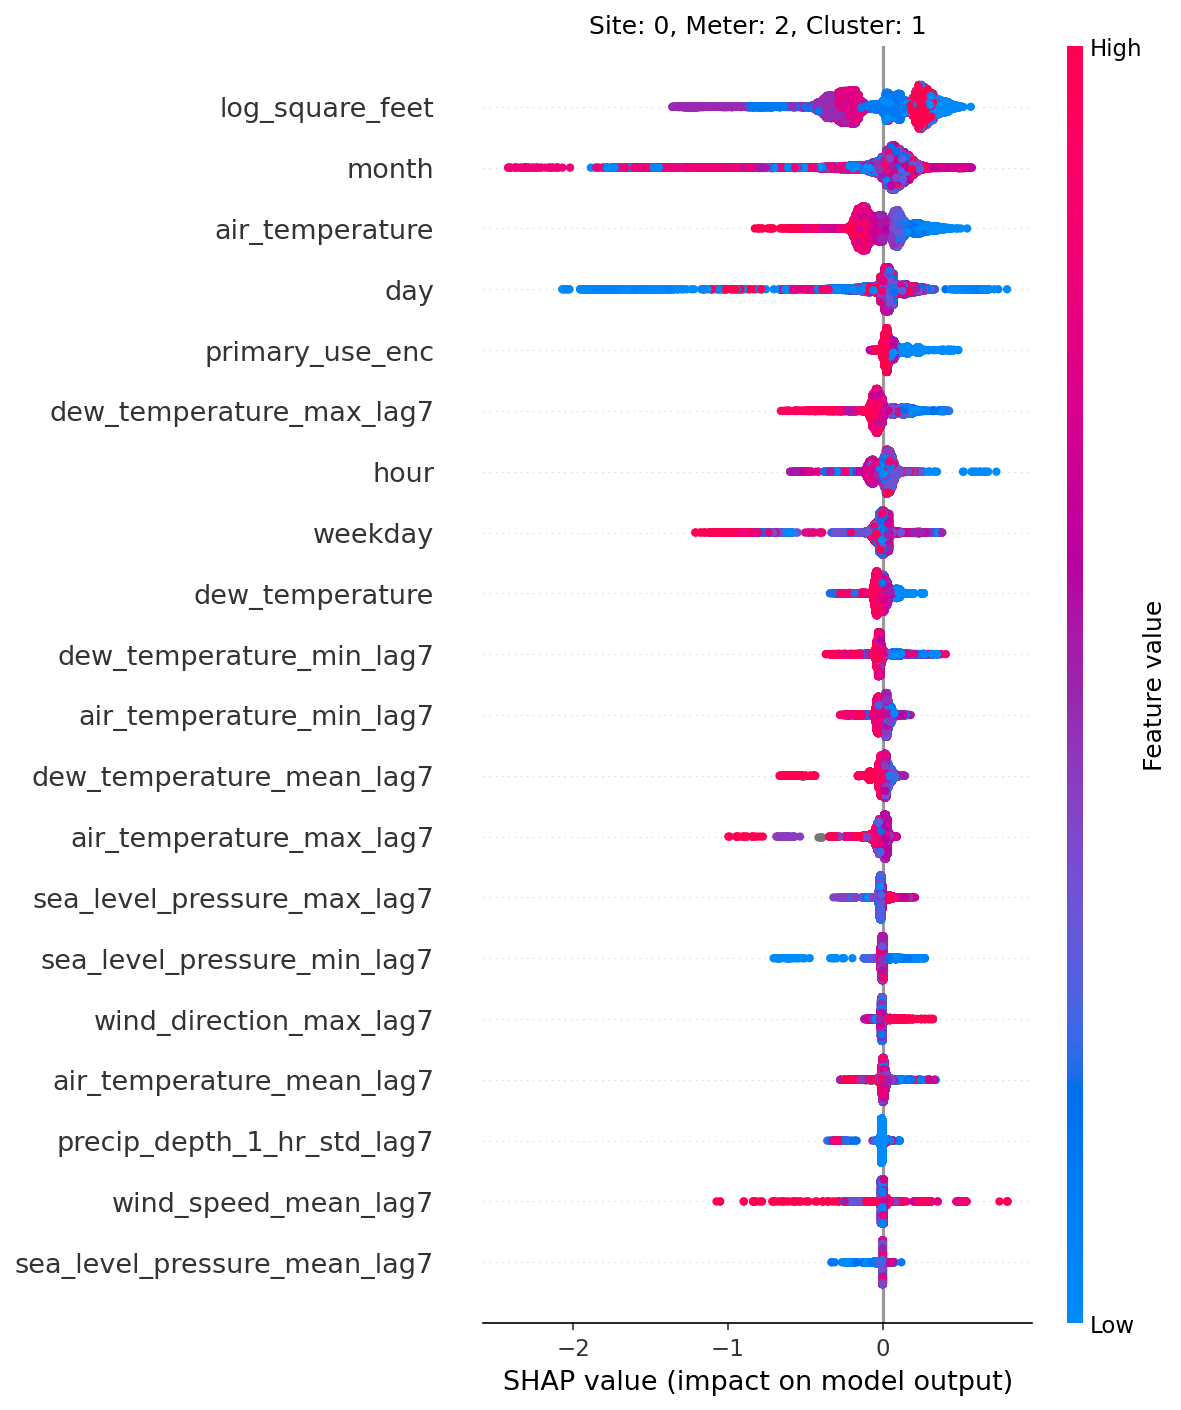 Site: 0, Meter: 2, Cluster: 1
High
log_square_feet
month
air_temperature
day
primary_use_enc
dew_temperature_max_lag7
hour
weekday
dew_temperature
dew_temperature_min_lag7
air_temperature_min_lag7
dew_temperature_mean_lag7
air_temperature_max_lag7
sea_level_pressure_max_lag7
sea_level_pressure_min_lag7
wind_direction_max_lag7
air_temperature_mean_lag7
precip_depth_1_hr_std_lag7
wind_speed_mean_lag7
sea_level_pressure_mean_lag7
Feature value
Low
−2 −1 0
SHAP value (impact on model output)